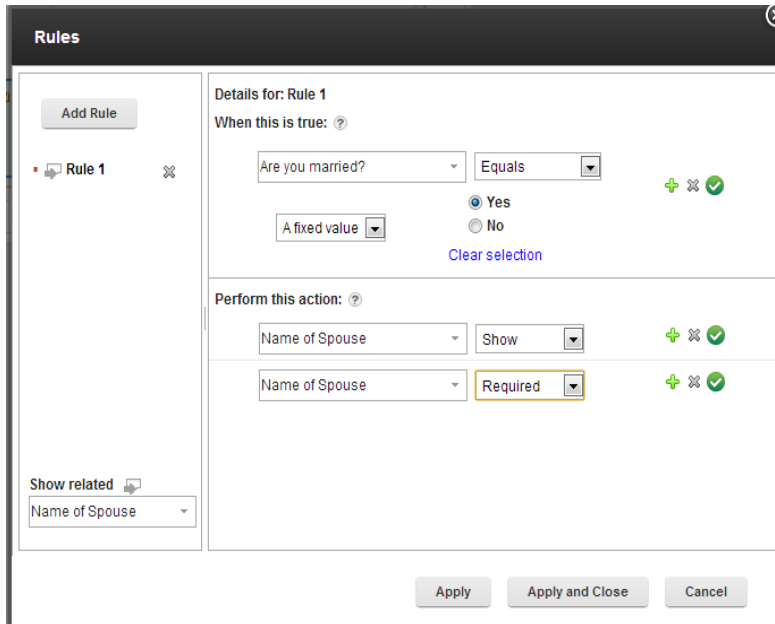 Rules
Add Rule
Rule 1
Show related
Name of Spouse
Details for: Rule 1
When this is true: ?
Are you married?
Equals
A fixed value
Yes
No
Clear selection
Perform this action: ?
Name of Spouse
Show
Name of Spouse
Required
Apply
Apply and Close
Cancel